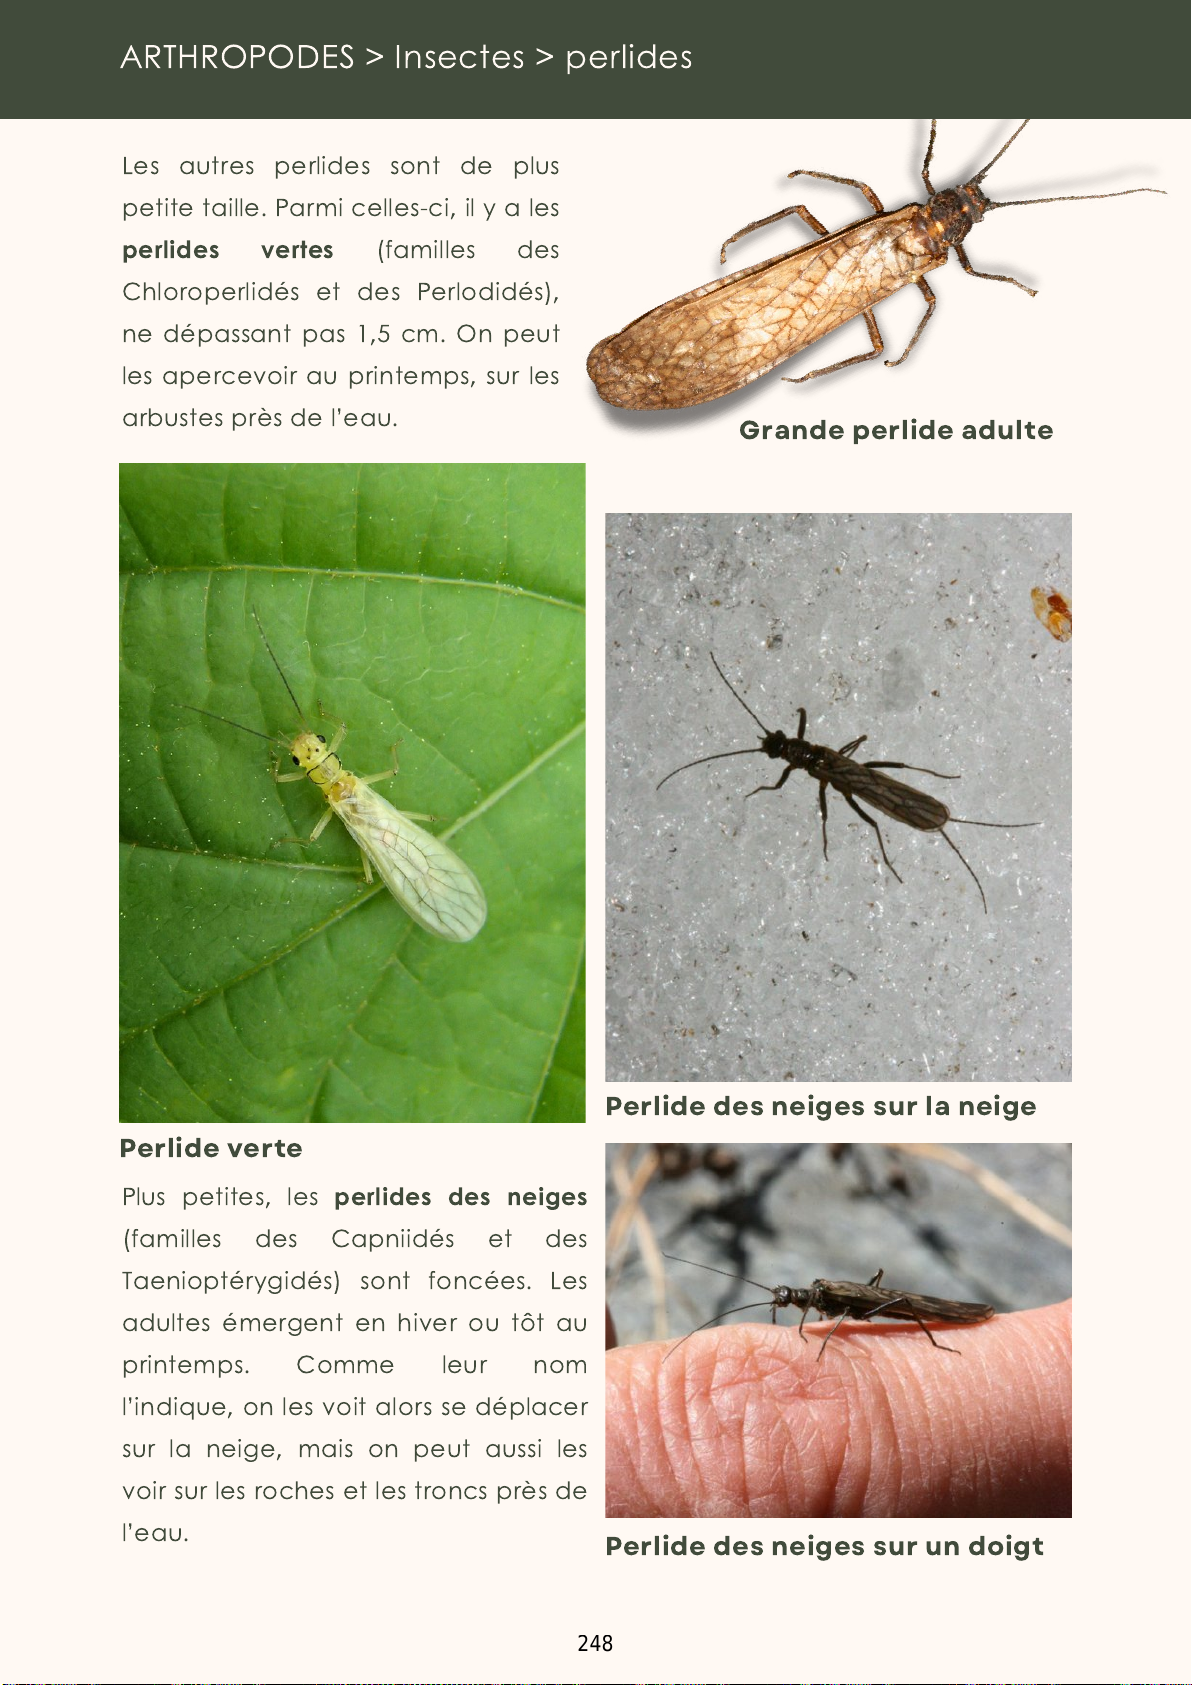 ARTHROPODES > Insectes > perlides
Les autres perlides sont de plus
petite taille. Parmi celles-ci, il y a les
perlides vertes (familles des
Chloroperlidés et des Perlodidés),
ne dépassant pas 1,5 cm. On peut
les apercevoir au printemps, sur les
arbustes près de l'eau.
Grande perlide adulte
Perlide verte
Perlide des neiges sur la neige
Plus petites, les perlides des neiges
(familles des Capniidés et des
Taenioptérygidés) sont foncées. Les
adultes émergent en hiver ou tôt au
printemps. Comme leur nom
l'indique, on les voit alors se déplacer
sur la neige, mais on peut aussi les
voir sur les roches et les troncs près de
l'eau.
Perlide des neiges sur un doigt
248